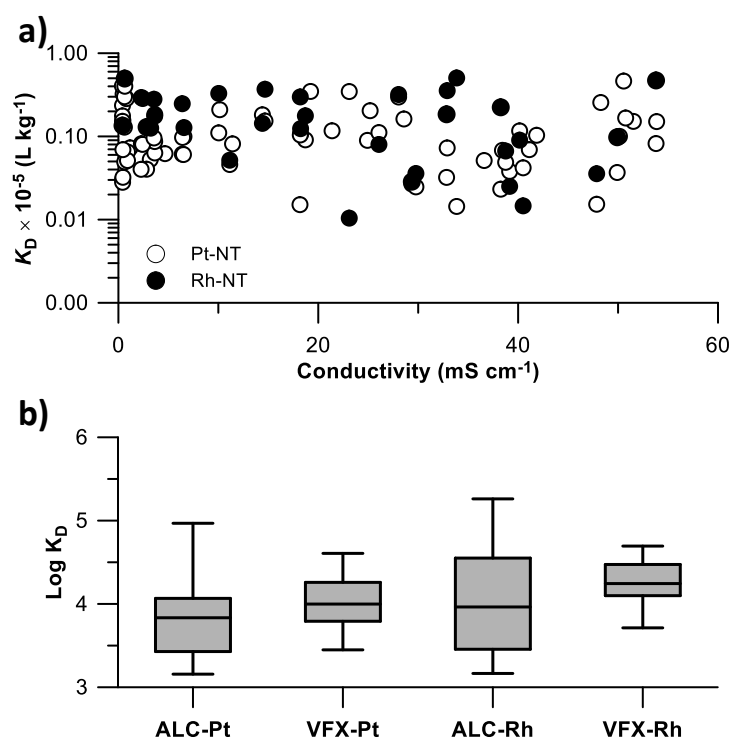 a)
1.00
0.10
0.01
0.00
K_D × 10⁻⁵ (L kg⁻¹)
Pt-NT
Rh-NT
0 20 40 60
Conductivity (mS cm⁻¹)
b)
6
5
4
3
Log K_D
ALC-Pt VFX-Pt ALC-Rh VFX-Rh